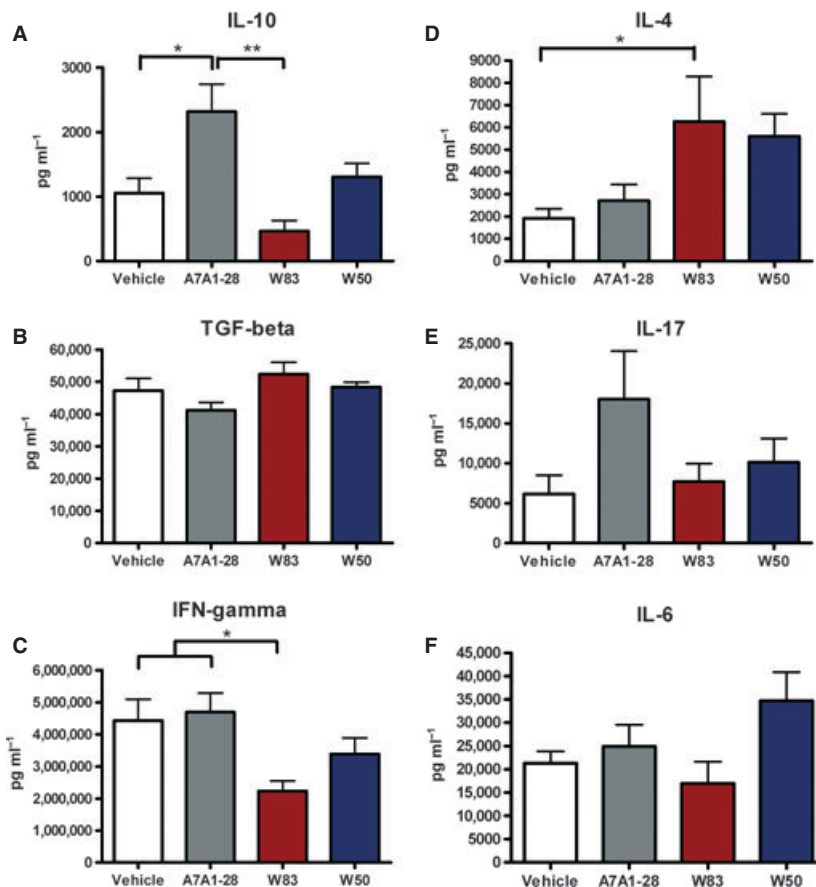 A
IL-10
* **
3000
2000
1000
0
pg ml⁻¹
Vehicle A7A1-28 W83 W50
B
TGF-beta
60,000
50,000
40,000
30,000
20,000
10,000
0
pg ml⁻¹
Vehicle A7A1-28 W83 W50
C
IFN-gamma
*
6,000,000
5,000,000
4,000,000
3,000,000
2,000,000
1,000,000
0
pg ml⁻¹
Vehicle A7A1-28 W83 W50
D
IL-4
*
9000
8000
7000
6000
5000
4000
3000
2000
1000
0
pg ml⁻¹
Vehicle A7A1-28 W83 W50
E
IL-17
25,000
20,000
15,000
10,000
5000
0
pg ml⁻¹
Vehicle A7A1-28 W83 W50
F
IL-6
45,000
40,000
35,000
30,000
25,000
20,000
15,000
10,000
5000
0
pg ml⁻¹
Vehicle A7A1-28 W83 W50